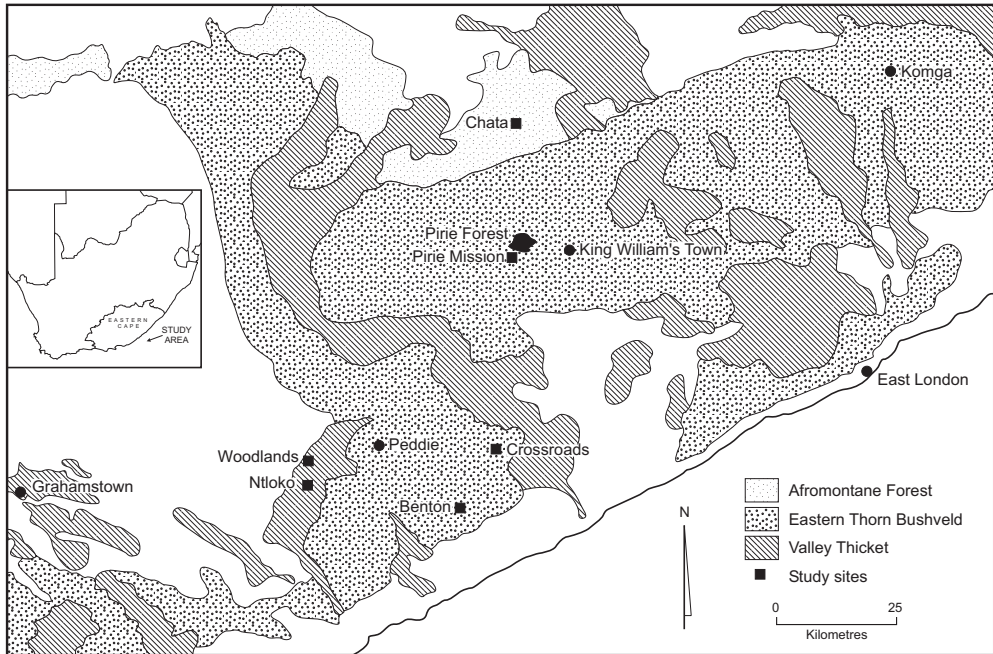 Komga
Chata
Pirie Forest
Pirie Mission
King William's Town
EASTERN
CAPE
STUDY
AREA
East London
Woodlands
Peddie
Crossroads
Ntloko
Grahamstown
Benton
N
Afromontane Forest
Eastern Thorn Bushveld
Valley Thicket
Study sites
0 25
Kilometres